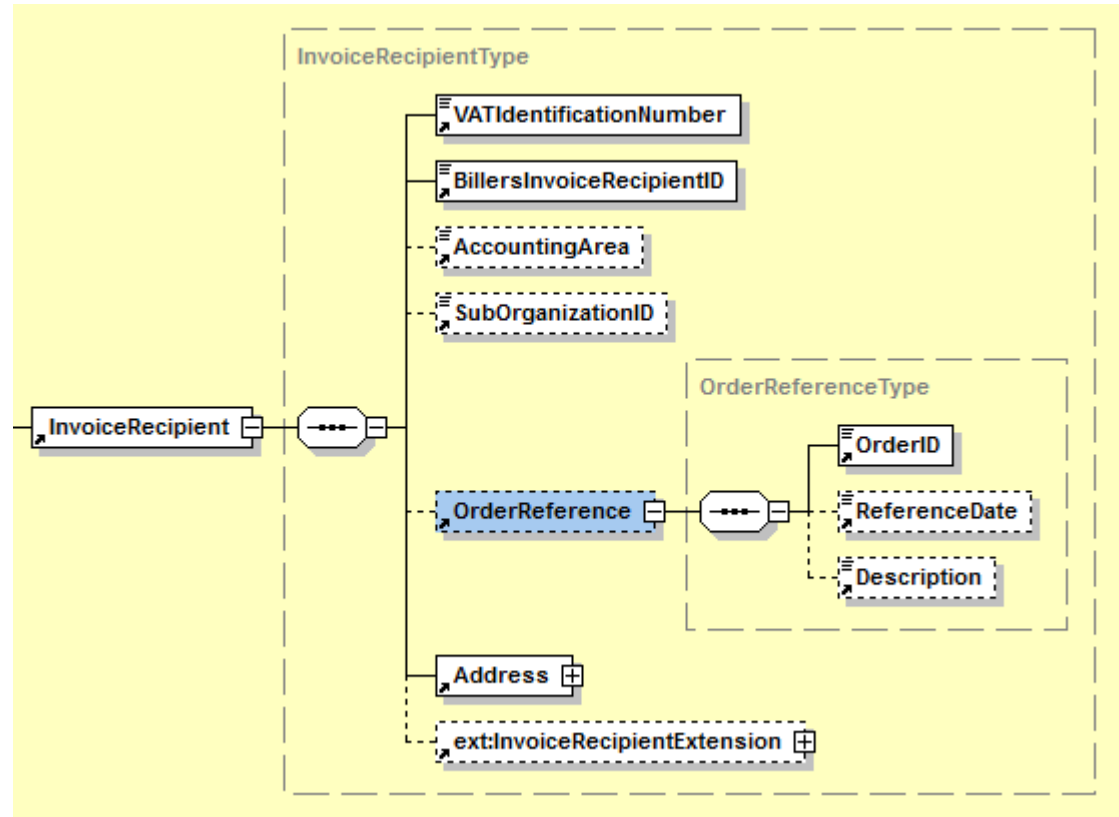 InvoiceRecipientType
VATIdentificationNumber
BillersInvoiceRecipientID
AccountingArea
SubOrganizationID
OrderReferenceType
InvoiceRecipient
OrderID
OrderReference
ReferenceDate
Description
Address
ext:InvoiceRecipientExtension